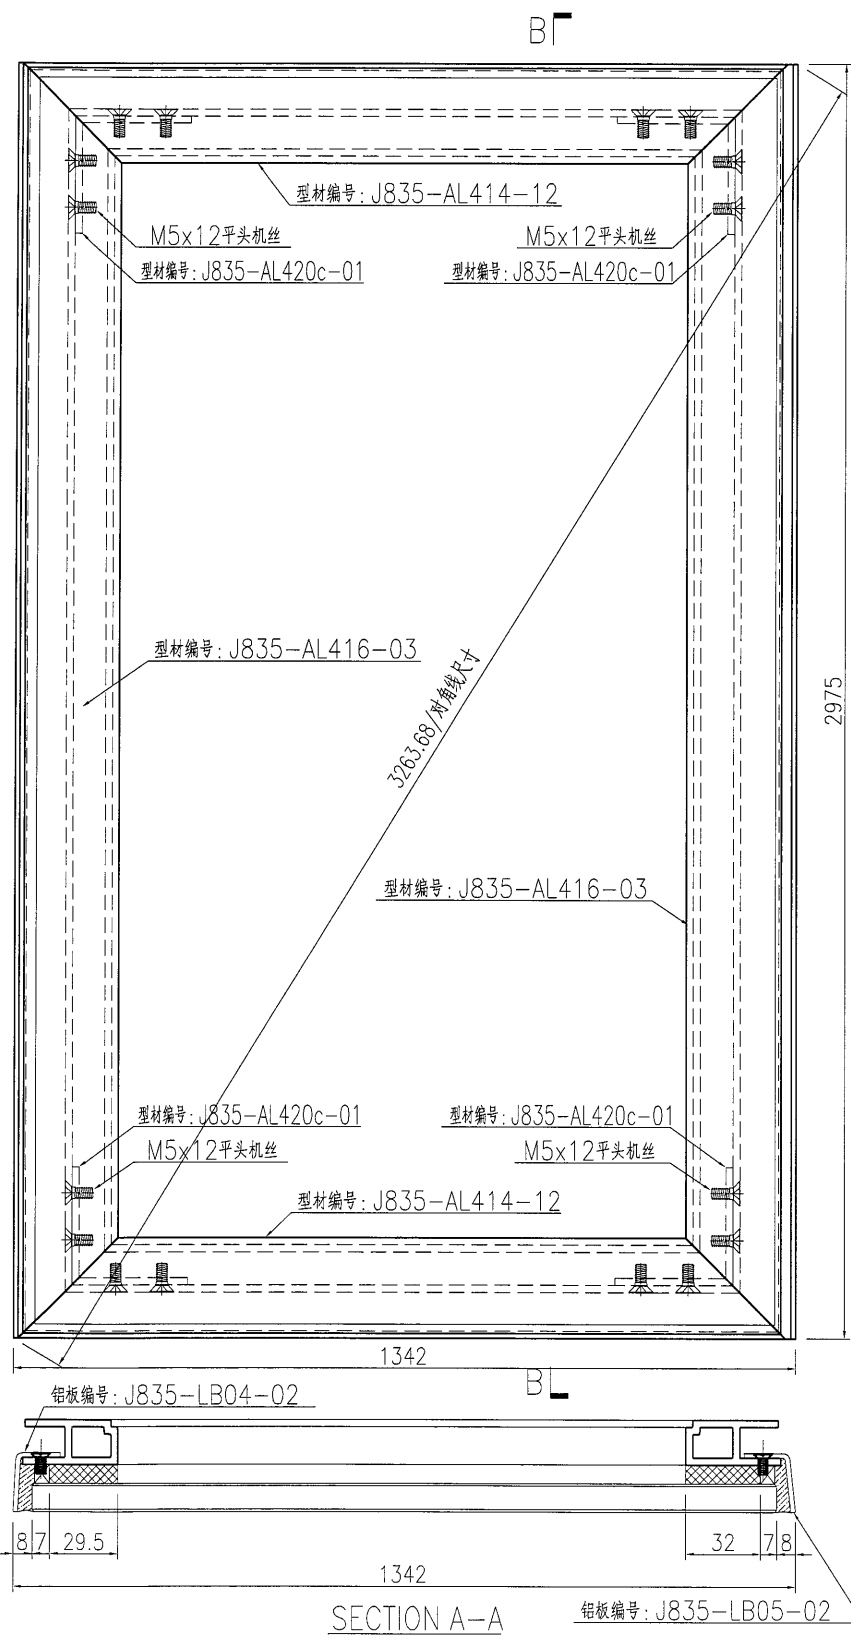 B
型材编号: J835-AL414-12
M5x12平头机丝
M5x12平头机丝
型材编号: J835-AL420c-01
型材编号: J835-AL420c-01
型材编号: J835-AL416-03
3263.68/对角线尺寸
2975
型材编号: J835-AL416-03
型材编号: J835-AL420c-01
型材编号: J835-AL420c-01
M5x12平头机丝
M5x12平头机丝
型材编号: J835-AL414-12
1342
B
铝板编号: J835-LB04-02
8 7 29.5 32 7 8
1342
铝板编号: J835-LB05-02
SECTION A-A